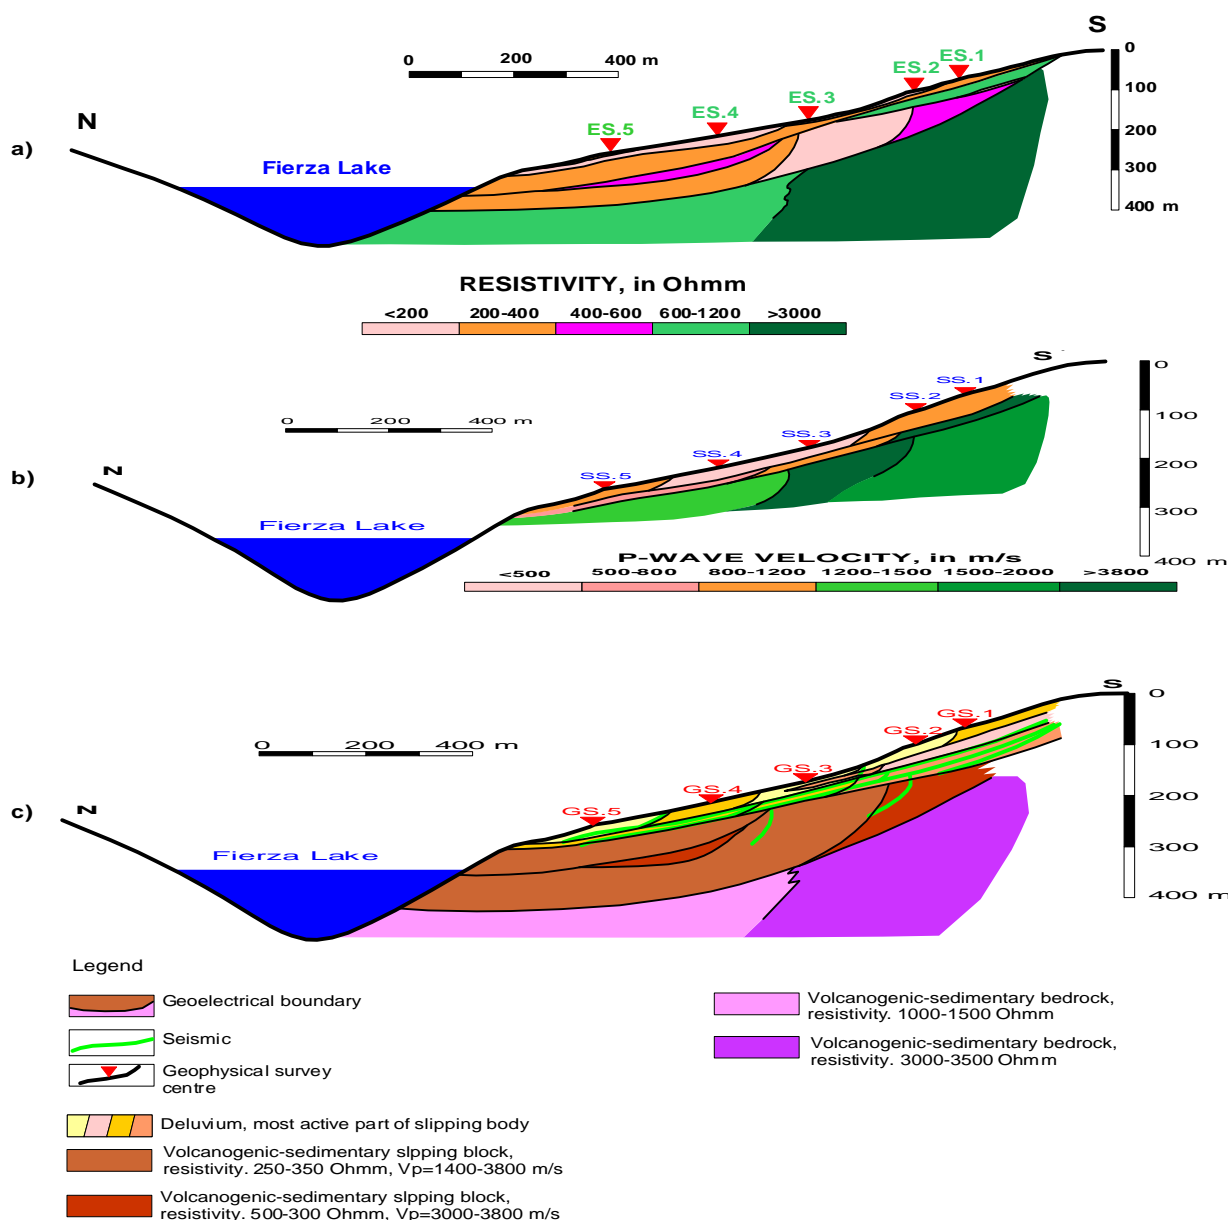 S
0
200
400 m
0
ES.1
ES.2
100
ES.3
ES.4
N
ES.5
200
a)
Fierza Lake
300
400 m
RESISTIVITY, in Ohmm
<200 200-400 400-600 600-1200 >3000
S
0
SS.1
SS.2
0 200 400 m
100
SS.3
SS.4
200
N
SS.5
b)
300
Fierza Lake
P-WAVE VELOCITY, in m/s
400 m
<500 500-800 800-1200 1200-1500 1500-2000 >3800
S
0
GS.1
GS.2
0 200 400 m
100
GS.3
GS.4
200
N
GS.5
c)
300
Fierza Lake
400 m
Legend
Geoelectrical boundary
Seismic
Geophysical survey
centre
Deluvium, most active part of slipping body
Volcanogenic-sedimentary slpping block,
resistivity. 250-350 Ohmm, Vp=1400-3800 m/s
Volcanogenic-sedimentary slpping block,
resistivity. 500-300 Ohmm, Vp=3000-3800 m/s
Volcanogenic-sedimentary bedrock,
resistivity. 1000-1500 Ohmm
Volcanogenic-sedimentary bedrock,
resistivity. 3000-3500 Ohmm